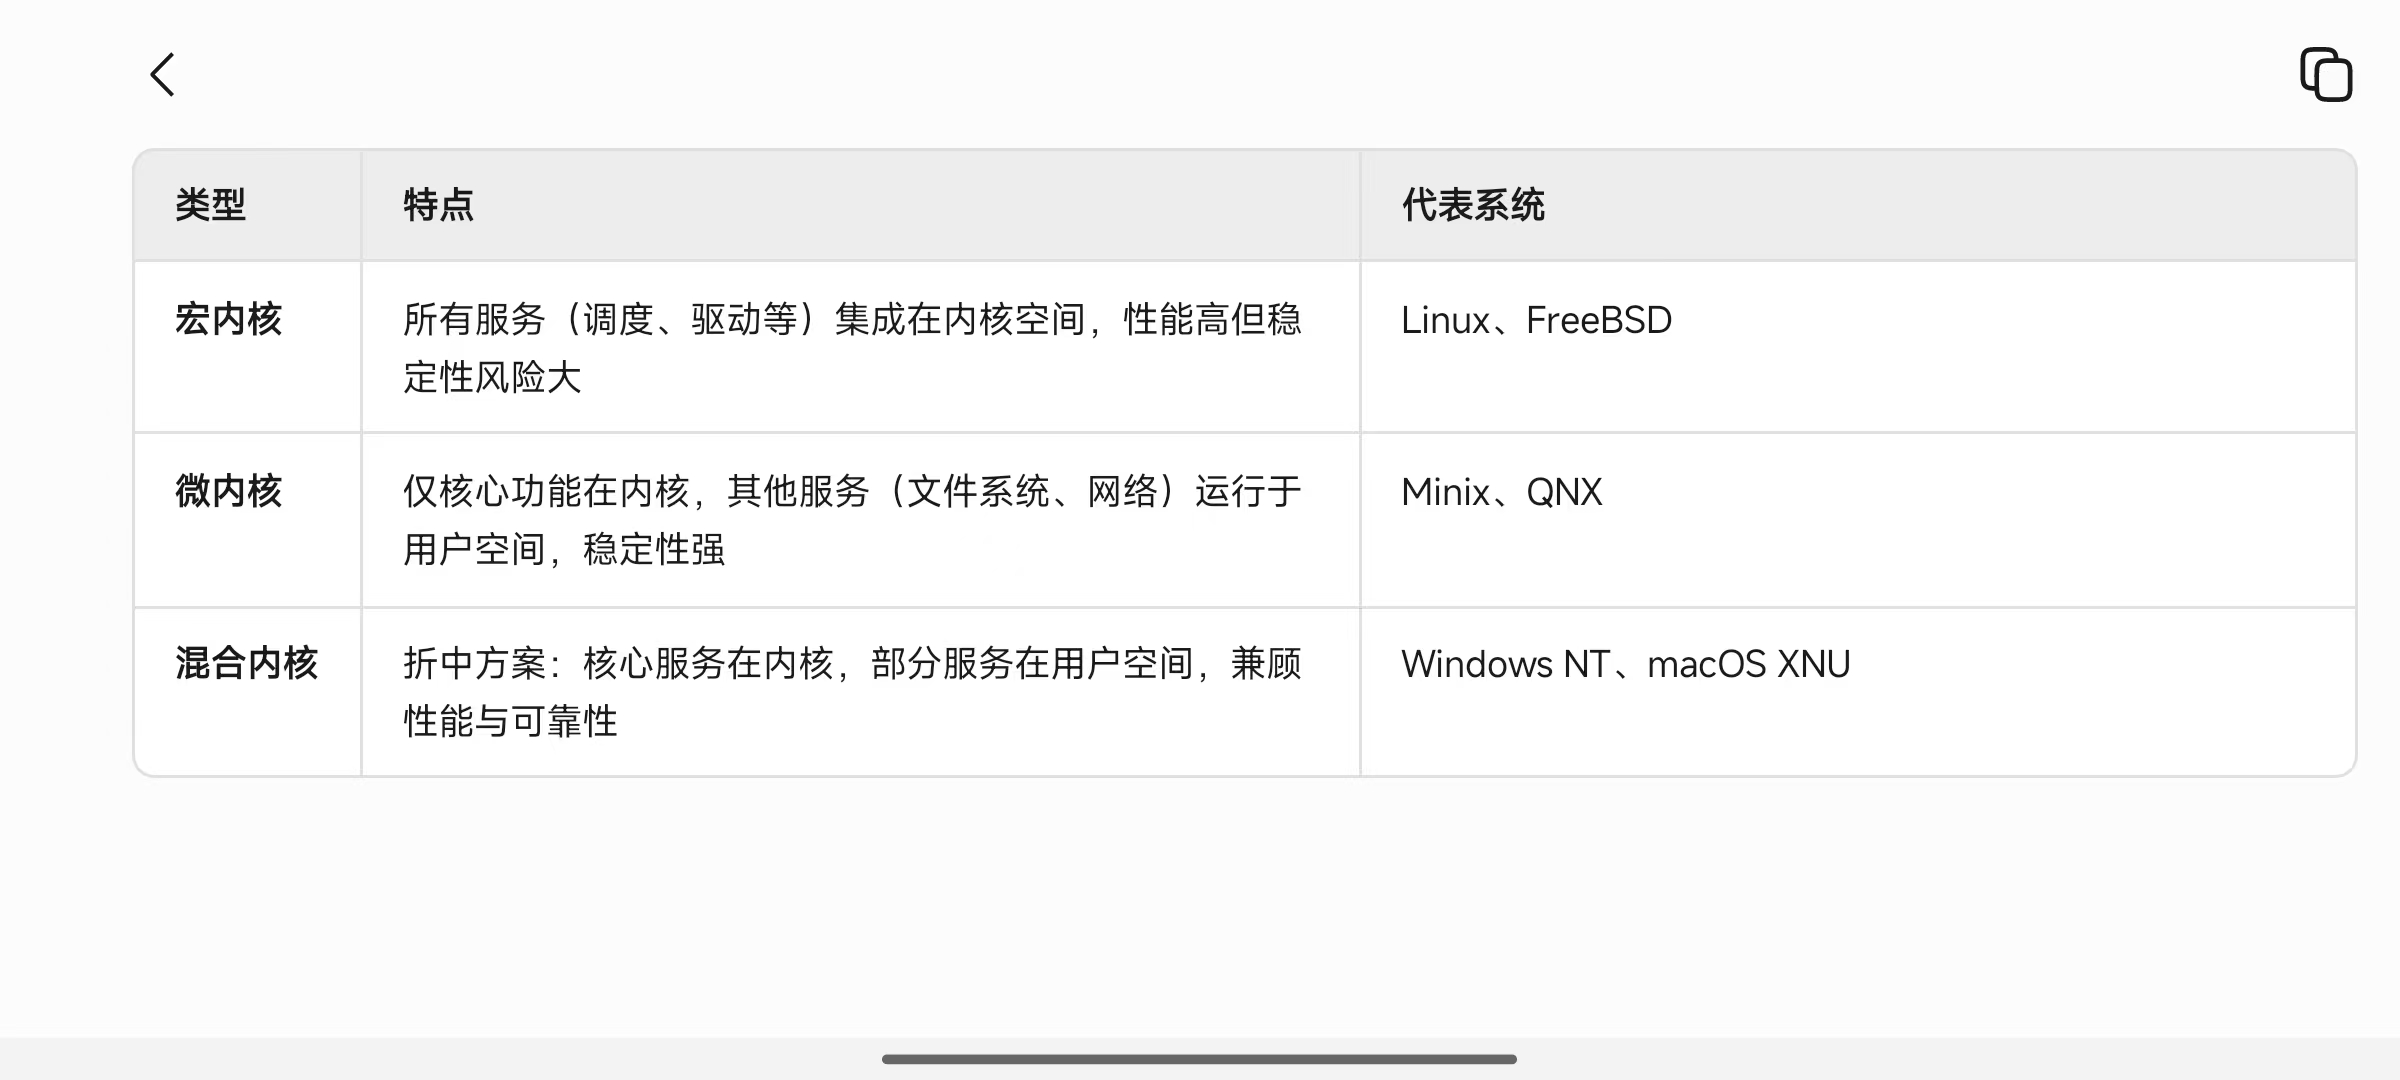 类型 特点 代表系统
宏内核 所有服务（调度、驱动等）集成在内核空间，性能高但稳 Linux、FreeBSD
定性风险大
微内核 仅核心功能在内核，其他服务（文件系统、网络）运行于 Minix、QNX
用户空间，稳定性强
混合内核 折中方案：核心服务在内核，部分服务在用户空间，兼顾 Windows NT、macOS XNU
性能与可靠性